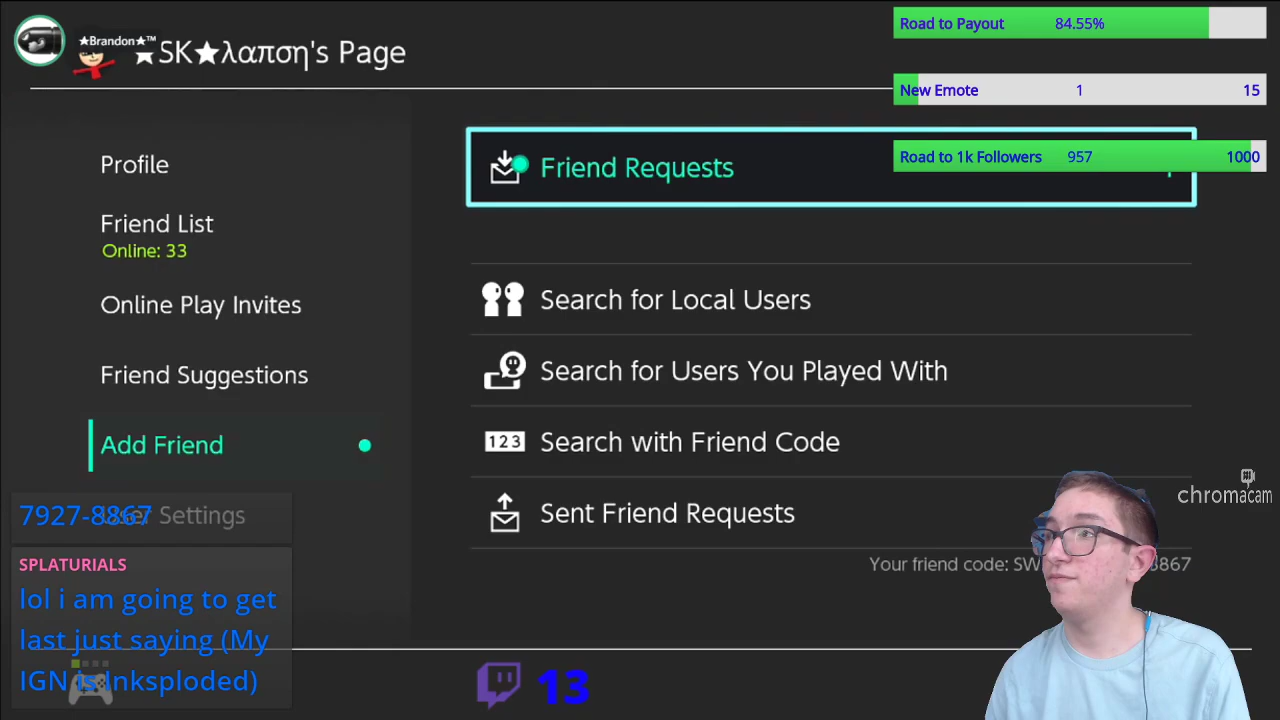 ★Brandon★™
★SK★λαπση's Page
Road to Payout 84.55%
New Emote 1 15
Road to 1k Followers 957 1000
Profile
Friend List
Online: 33
Online Play Invites
Friend Suggestions
Add Friend
User Settings
Friend Requests
Search for Local Users
Search for Users You Played With
123 Search with Friend Code
Sent Friend Requests
Your friend code: SW 8867
chromacam
7927-8867
SPLATURIALS
lol i am going to get
last just saying (My
IGN is Inksploded)
13